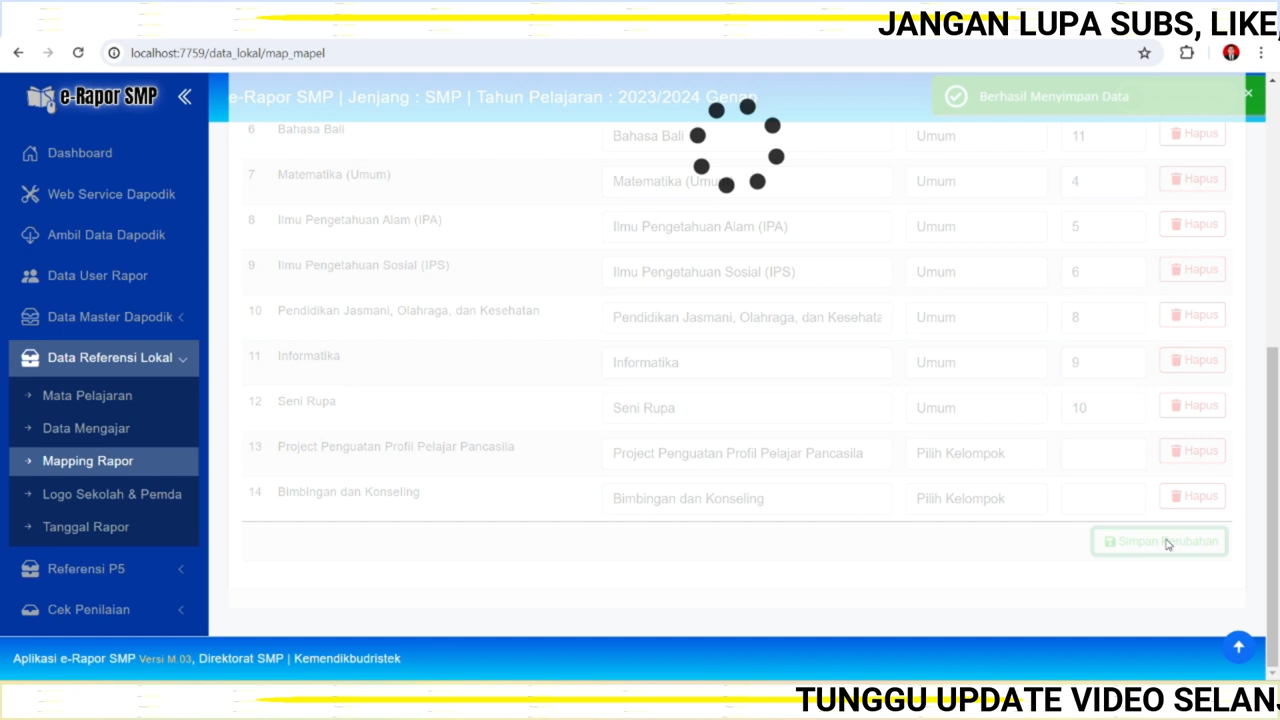 JANGAN LUPA SUBS, LIKE,
localhost:7759/data_lokal/map_mapel
e-Rapor SMP
e-Rapor SMP | Jenjang : SMP | Tahun Pelajaran : 2023/2024 Genap
Berhasil Menyimpan Data
Dashboard
Web Service Dapodik
Ambil Data Dapodik
Data User Rapor
Data Master Dapodik
Data Referensi Lokal
Mata Pelajaran
Data Mengajar
Mapping Rapor
Logo Sekolah & Pemda
Tanggal Rapor
Referensi P5
Cek Penilaian
6 Bahasa Bali Bahasa Bali Umum 11 Hapus
7 Matematika (Umum) Matematika (Umu Umum 4 Hapus
8 Ilmu Pengetahuan Alam (IPA) Ilmu Pengetahuan Alam (IPA) Umum 5 Hapus
9 Ilmu Pengetahuan Sosial (IPS) Ilmu Pengetahuan Sosial (IPS) Umum 6 Hapus
10 Pendidikan Jasmani, Olahraga, dan Kesehatan Pendidikan Jasmani, Olahraga, dan Kesehata Umum 8 Hapus
11 Informatika Informatika Umum 9 Hapus
12 Seni Rupa Seni Rupa Umum 10 Hapus
13 Project Penguatan Profil Pelajar Pancasila Project Penguatan Profil Pelajar Pancasila Pilih Kelompok Hapus
14 Bimbingan dan Konseling Bimbingan dan Konseling Pilih Kelompok Hapus
Simpan Perubahan
Aplikasi e-Rapor SMP Versi M.03, Direktorat SMP | Kemendikbudristek
TUNGGU UPDATE VIDEO SELANJ